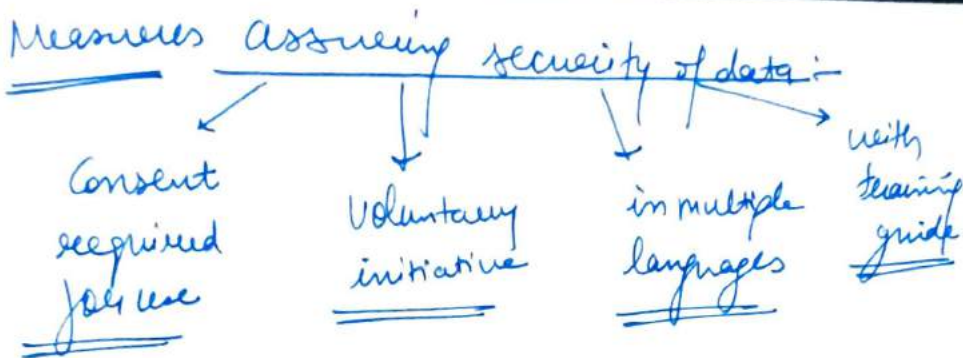 Measures assuring security of data :-
Consent
required
for use
Voluntary
initiative
in multiple
languages
with
training
guide